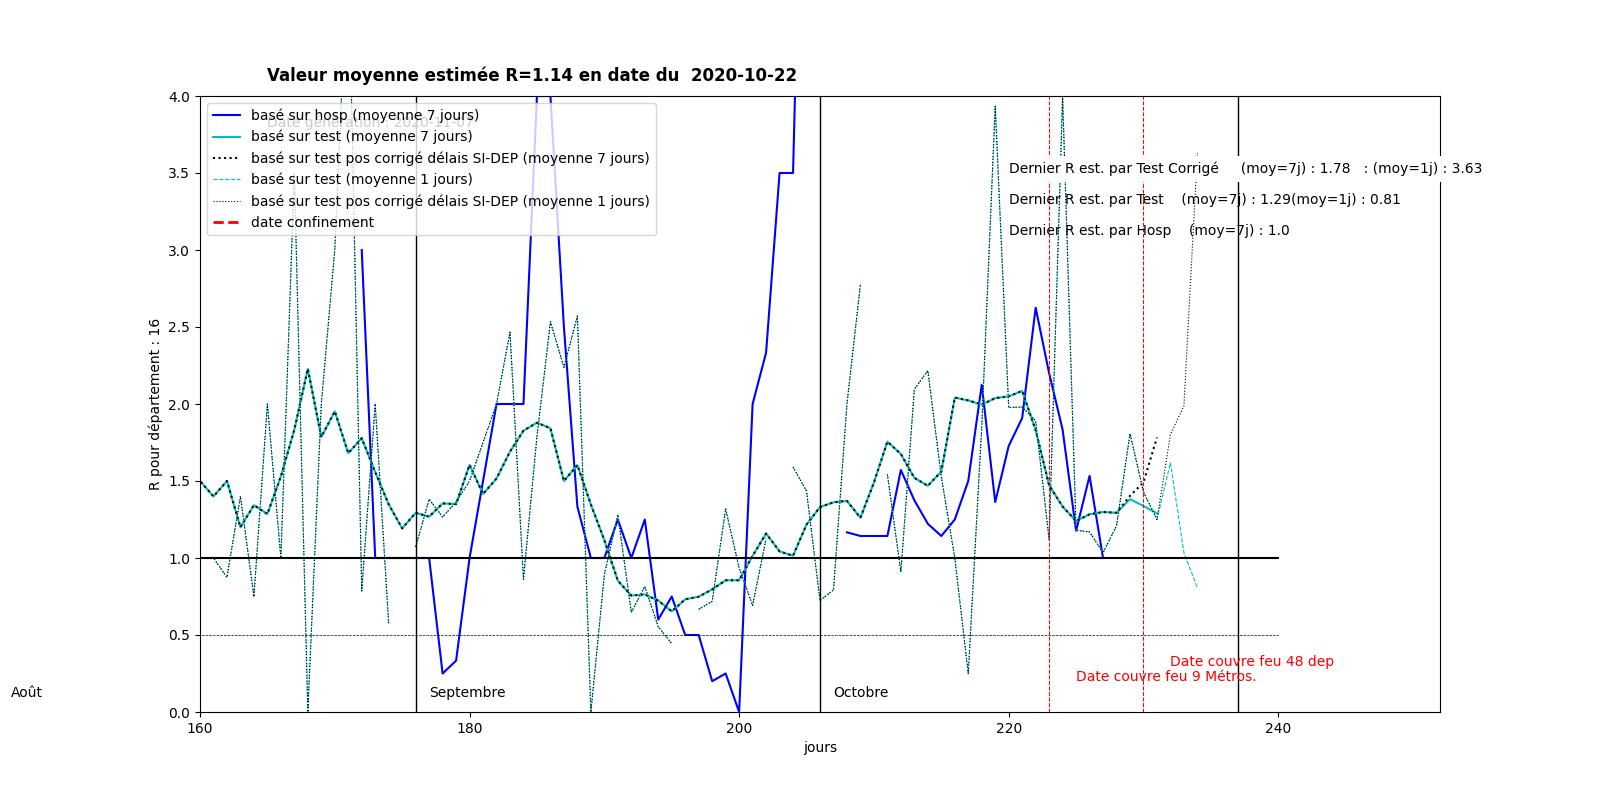 Valeur moyenne estimée R=1.14 en date du  2020-10-22
Date génération : 2020-11-07
basé sur hosp (moyenne 7 jours)
basé sur test (moyenne 7 jours)
basé sur test pos corrigé délais SI-DEP (moyenne 7 jours)
basé sur test (moyenne 1 jours)
basé sur test pos corrigé délais SI-DEP (moyenne 1 jours)
date confinement
Dernier R est. par Test Corrigé     (moy=7j) : 1.78   : (moy=1j) : 3.63
Dernier R est. par Test    (moy=7j) : 1.29(moy=1j) : 0.81
Dernier R est. par Hosp    (moy=7j) : 1.0
R pour département : 16
4.0
3.5
3.0
2.5
2.0
1.5
1.0
0.5
0.0
Date couvre feu 48 dep
Date couvre feu 9 Métros.
Août
Septembre
Octobre
160
180
200
220
240
jours